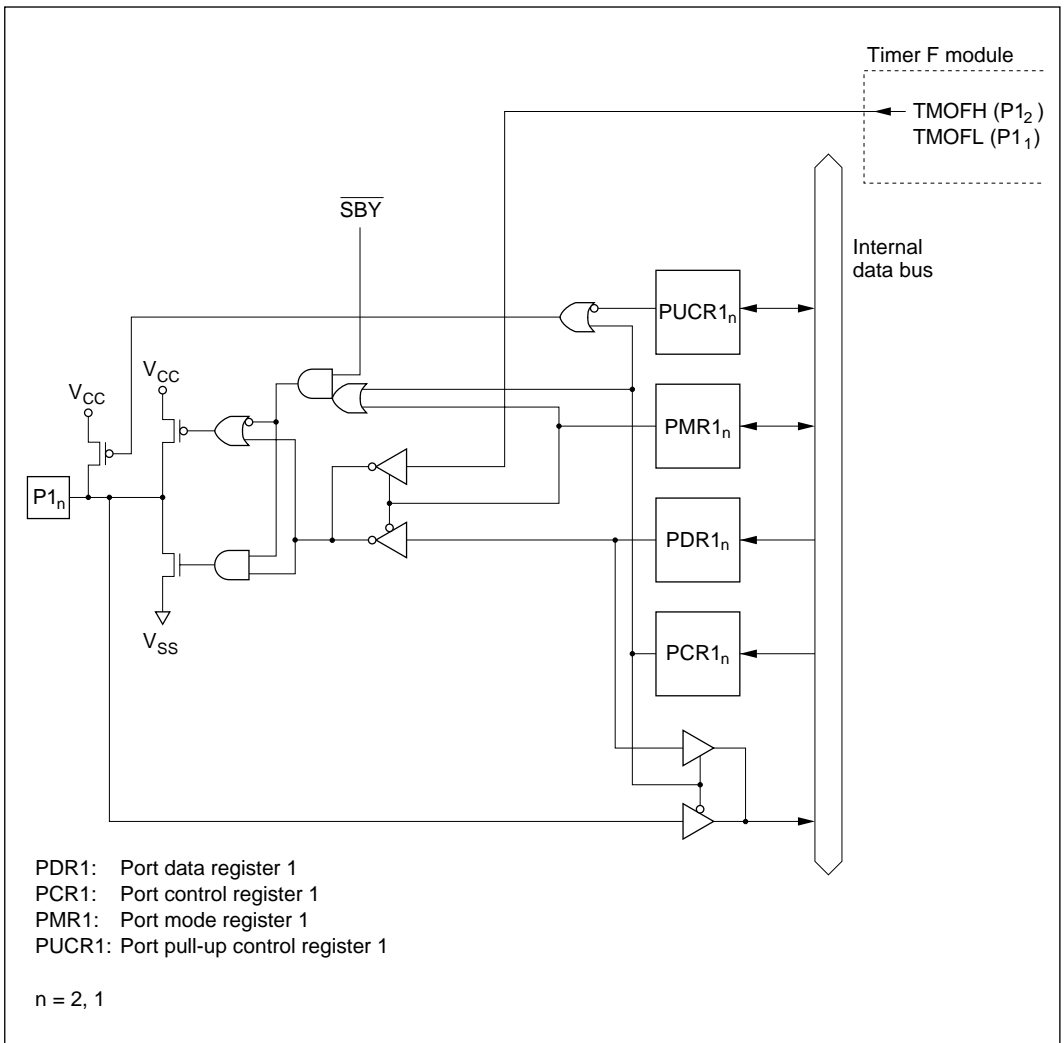 Timer F module
TMOFH (P1₂)
TMOFL (P1₁)
S̅B̅Y̅
Internal
data bus
PUCR1ₙ
V_CC
V_CC
PMR1ₙ
P1ₙ
PDR1ₙ
V_SS
PCR1ₙ
PDR1: Port data register 1
PCR1: Port control register 1
PMR1: Port mode register 1
PUCR1: Port pull-up control register 1
n = 2, 1